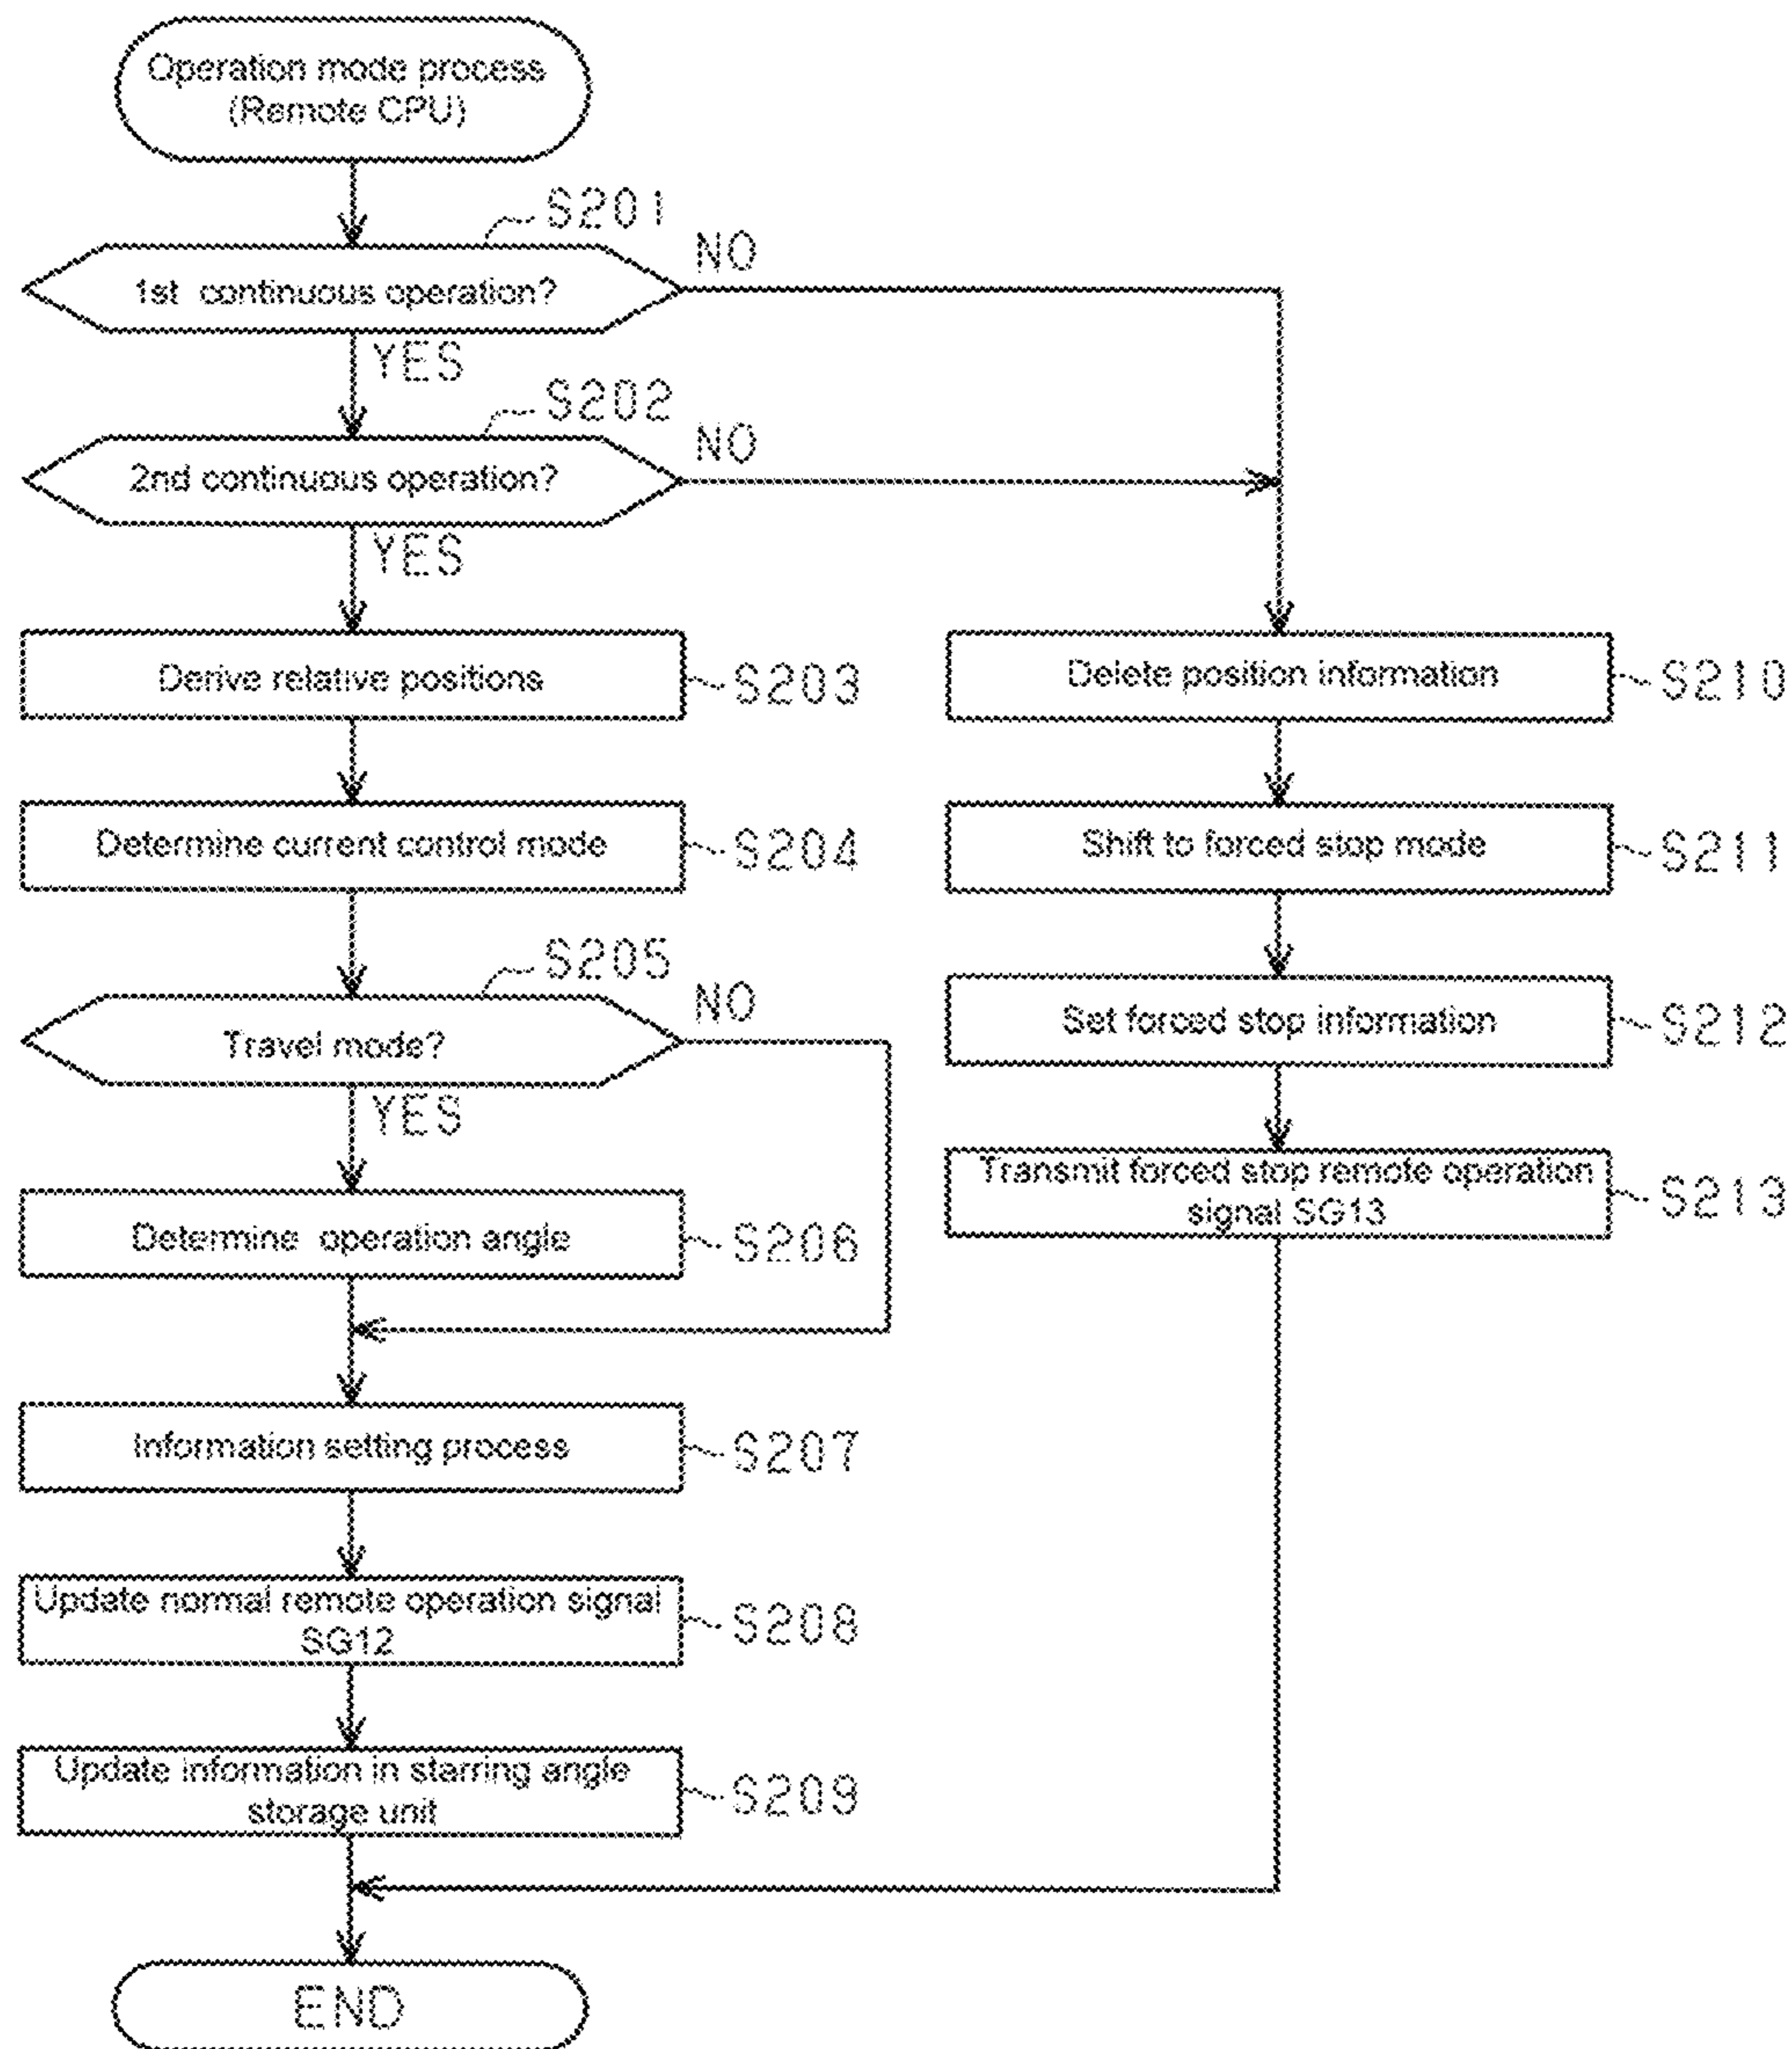 Operation mode process
(Remote CPU)
S201
1st continuous operation?
NO
YES
S202
2nd continuous operation?
NO
YES
Derive relative positions
S203
Determine current control mode
S204
S205
Travel mode?
NO
YES
Determine operation angle
S206
Information setting process
S207
Update normal remote operation signal
SG12
S208
Update information in starring angle
storage unit
S209
Delete position information
S210
Shift to forced stop mode
S211
Set forced stop information
S212
Transmit forced stop remote operation
signal SG13
S213
END